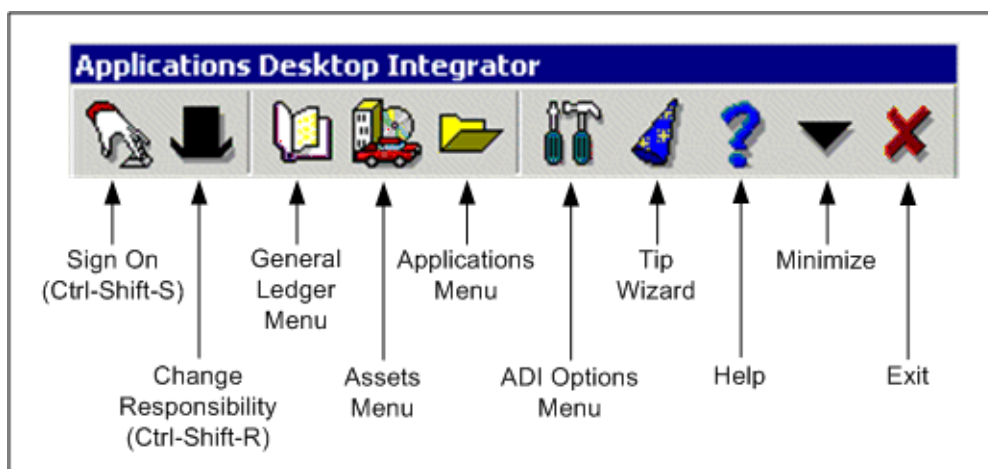 Applications Desktop Integrator
Sign On
(Ctrl-Shift-S)
General
Ledger
Menu
Applications
Menu
Tip
Wizard
Minimize
Change
Responsibility
(Ctrl-Shift-R)
Assets
Menu
ADI Options
Menu
Help
Exit